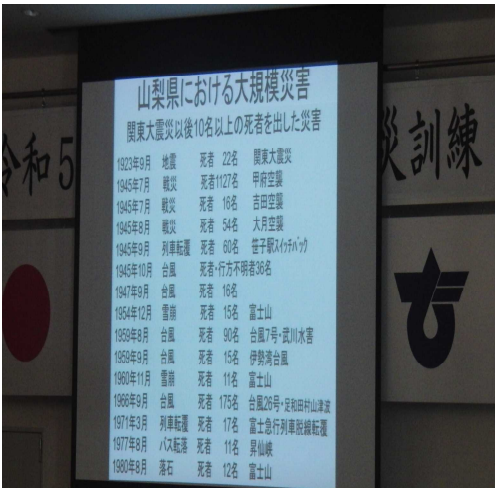 山梨県における大規模災害
関東大震災以後10名以上の死者を出した災害
1923年9月 地震 死者 22名 関東大震災
1945年7月 戦災 死者1127名 甲府空襲
1945年7月 戦災 死者 16名 吉田空襲
1945年8月 戦災 死者 54名 大月空襲
1945年9月 列車転覆 死者 60名 笹子駅スイッチバック
1945年10月 台風 死者・行方不明者36名
1947年9月 台風 死者 16名
1954年12月 雪崩 死者 15名 富士山
1959年8月 台風 死者 90名 台風7号・武川水害
1959年9月 台風 死者 15名 伊勢湾台風
1960年11月 雪崩 死者 11名 富士山
1966年9月 台風 死者 175名 台風26号・足和田村山津波
1971年3月 列車転覆 死者 17名 富士急行列車脱線転覆
1977年8月 バス転落 死者 11名 昇仙峡
1980年8月 落石 死者 12名 富士山
令和5
災訓練